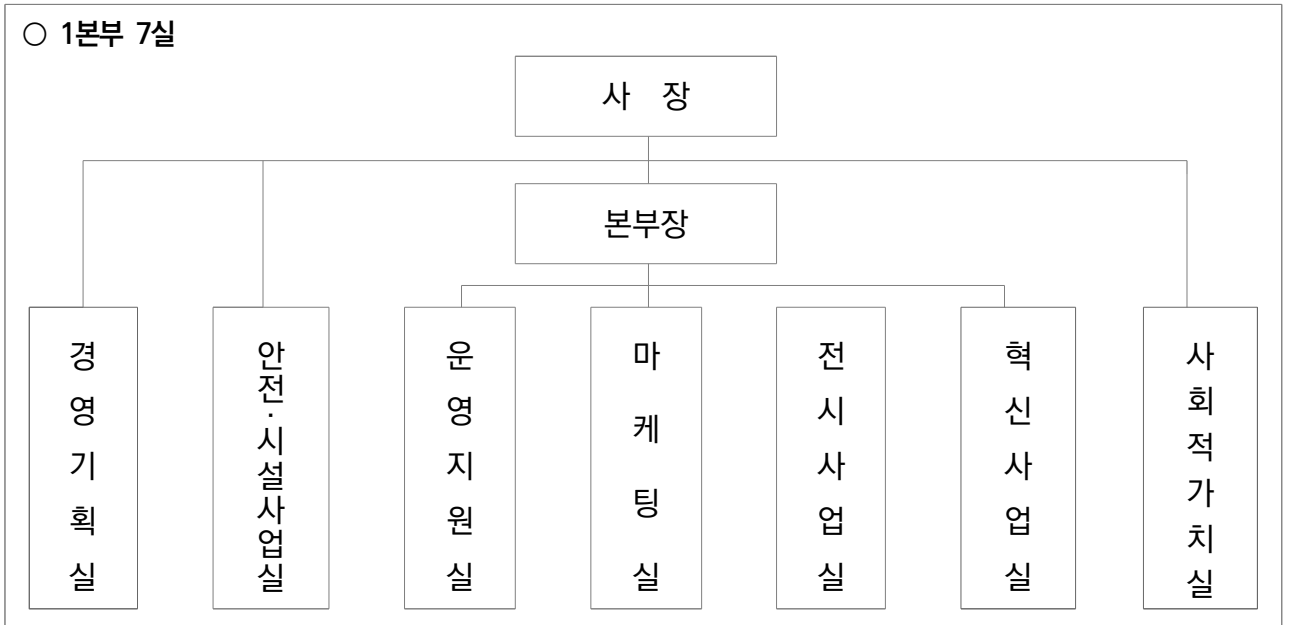 ○ 1본부 7실
사 장
본부장
경영기획실
안전·시설사업실
운영지원실
마케팅실
전시사업실
혁신사업실
사회적가치실